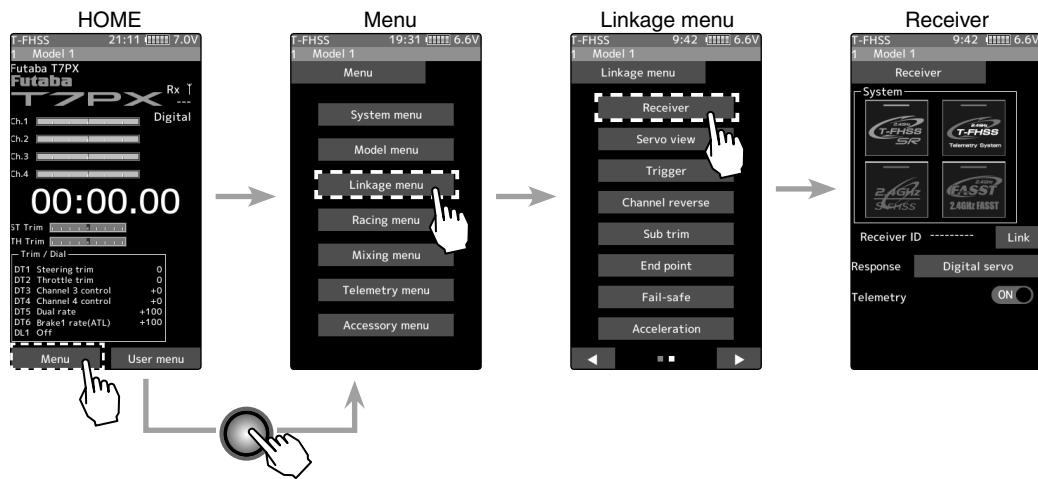 HOME
T-FHSS 21:11 7.0V
1 Model 1
Futaba T7PX
Futaba
T7PX
Rx
---
Digital
Ch.1
Ch.2
Ch.3
Ch.4
00:00.00
ST Trim
TH Trim
Trim / Dial
DT1 Steering trim 0
DT2 Throttle trim 0
DT3 Channel 3 control +0
DT4 Channel 4 control +0
DT5 Dual rate +100
DT6 Brake1 rate(ATL) +100
DL1 Off
Menu
User menu
Menu
T-FHSS 19:31 6.6V
1 Model 1
Menu
System menu
Model menu
Linkage menu
Racing menu
Mixing menu
Telemetry menu
Accessory menu
Linkage menu
T-FHSS 9:42 6.6V
1 Model 1
Linkage menu
Receiver
Servo view
Trigger
Channel reverse
Sub trim
End point
Fail-safe
Acceleration
Receiver
T-FHSS 9:42 6.6V
1 Model 1
Receiver
System
2.4GHz
T-FHSS
SR
2.4GHz
T-FHSS
Telemetry System
2.4GHz
S-FHSS
2.4GHz
FASST
2.4GHz FASST
Receiver ID --------- Link
Response Digital servo
Telemetry ON